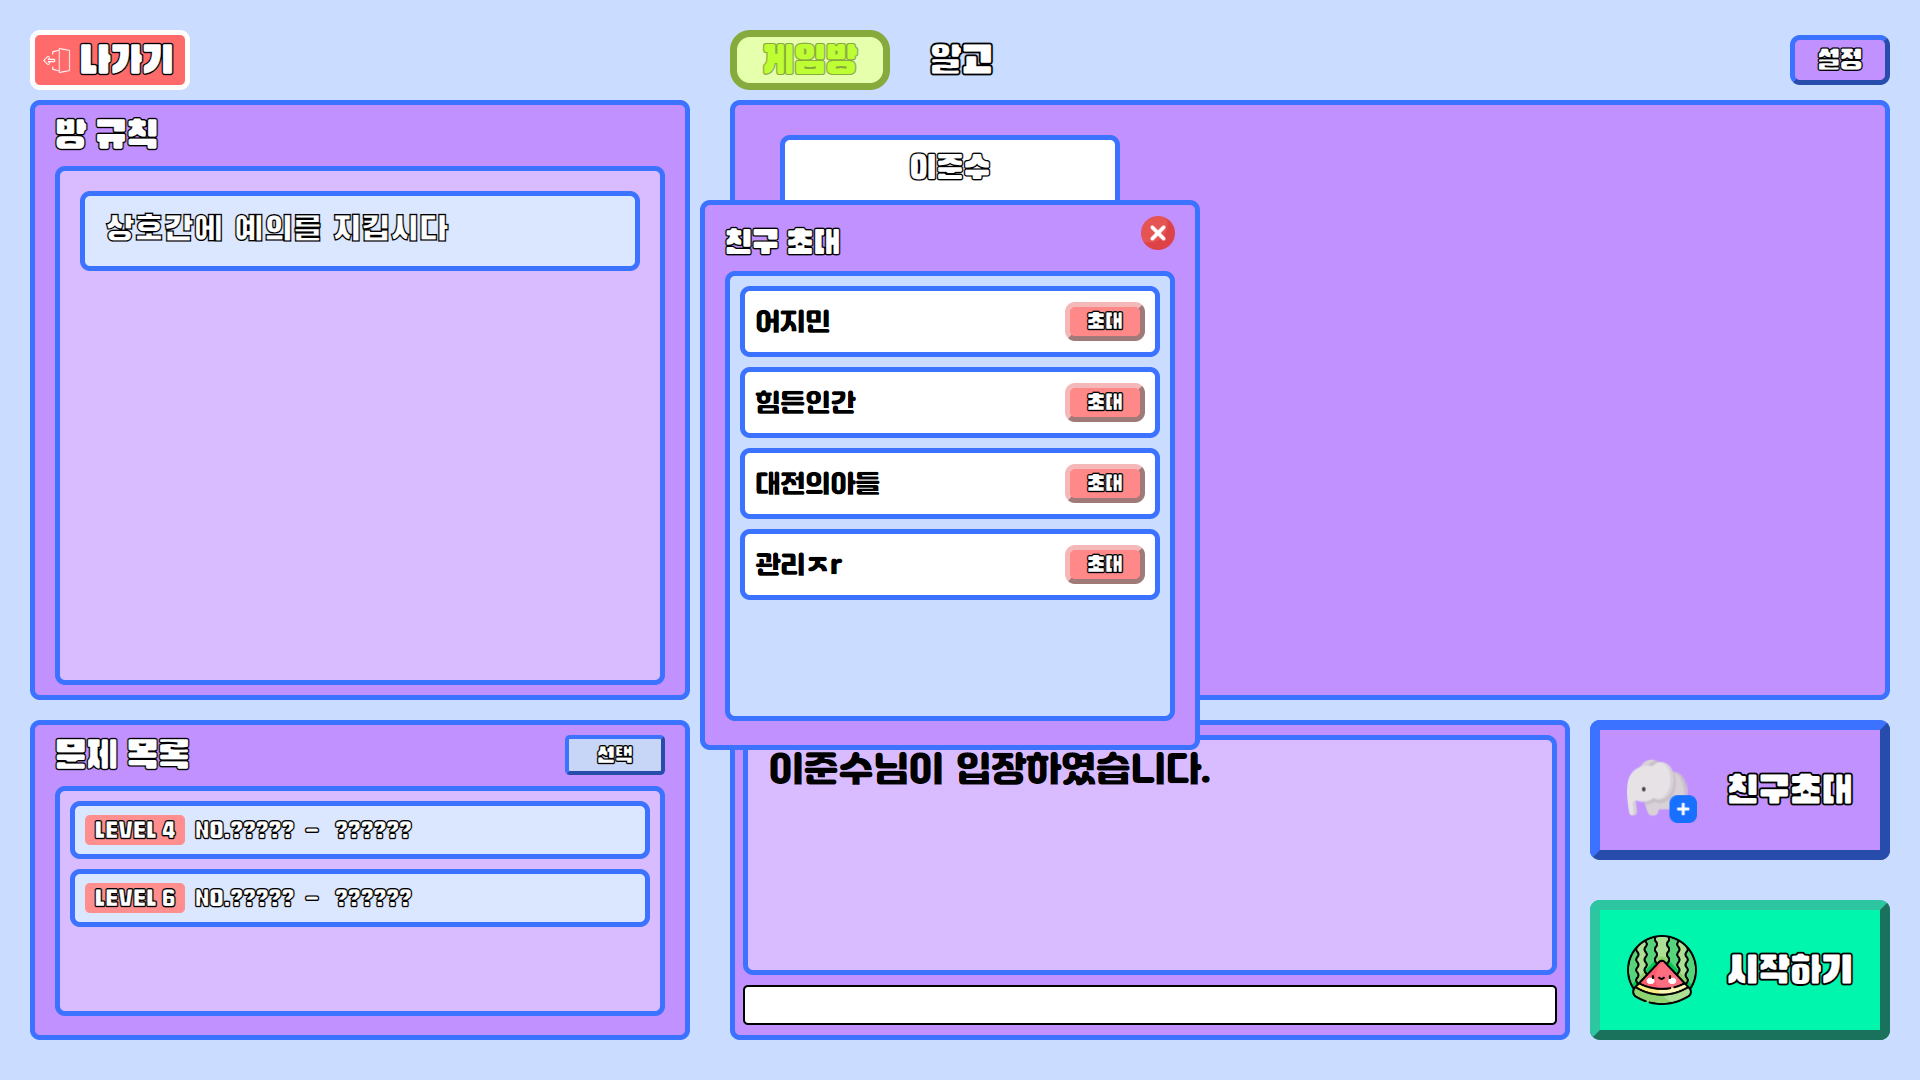 나가기
게임방
알고
설정
방 규칙
상호간에 예의를 지킵시다
이준수
친구 초대
어지민 초대
힘든인간 초대
대전의아들 초대
관리ㅈr 초대
문제 목록
선택
LEVEL 4 NO.????? - ??????
LEVEL 6 NO.????? - ??????
이준수님이 입장하였습니다.
친구초대
시작하기